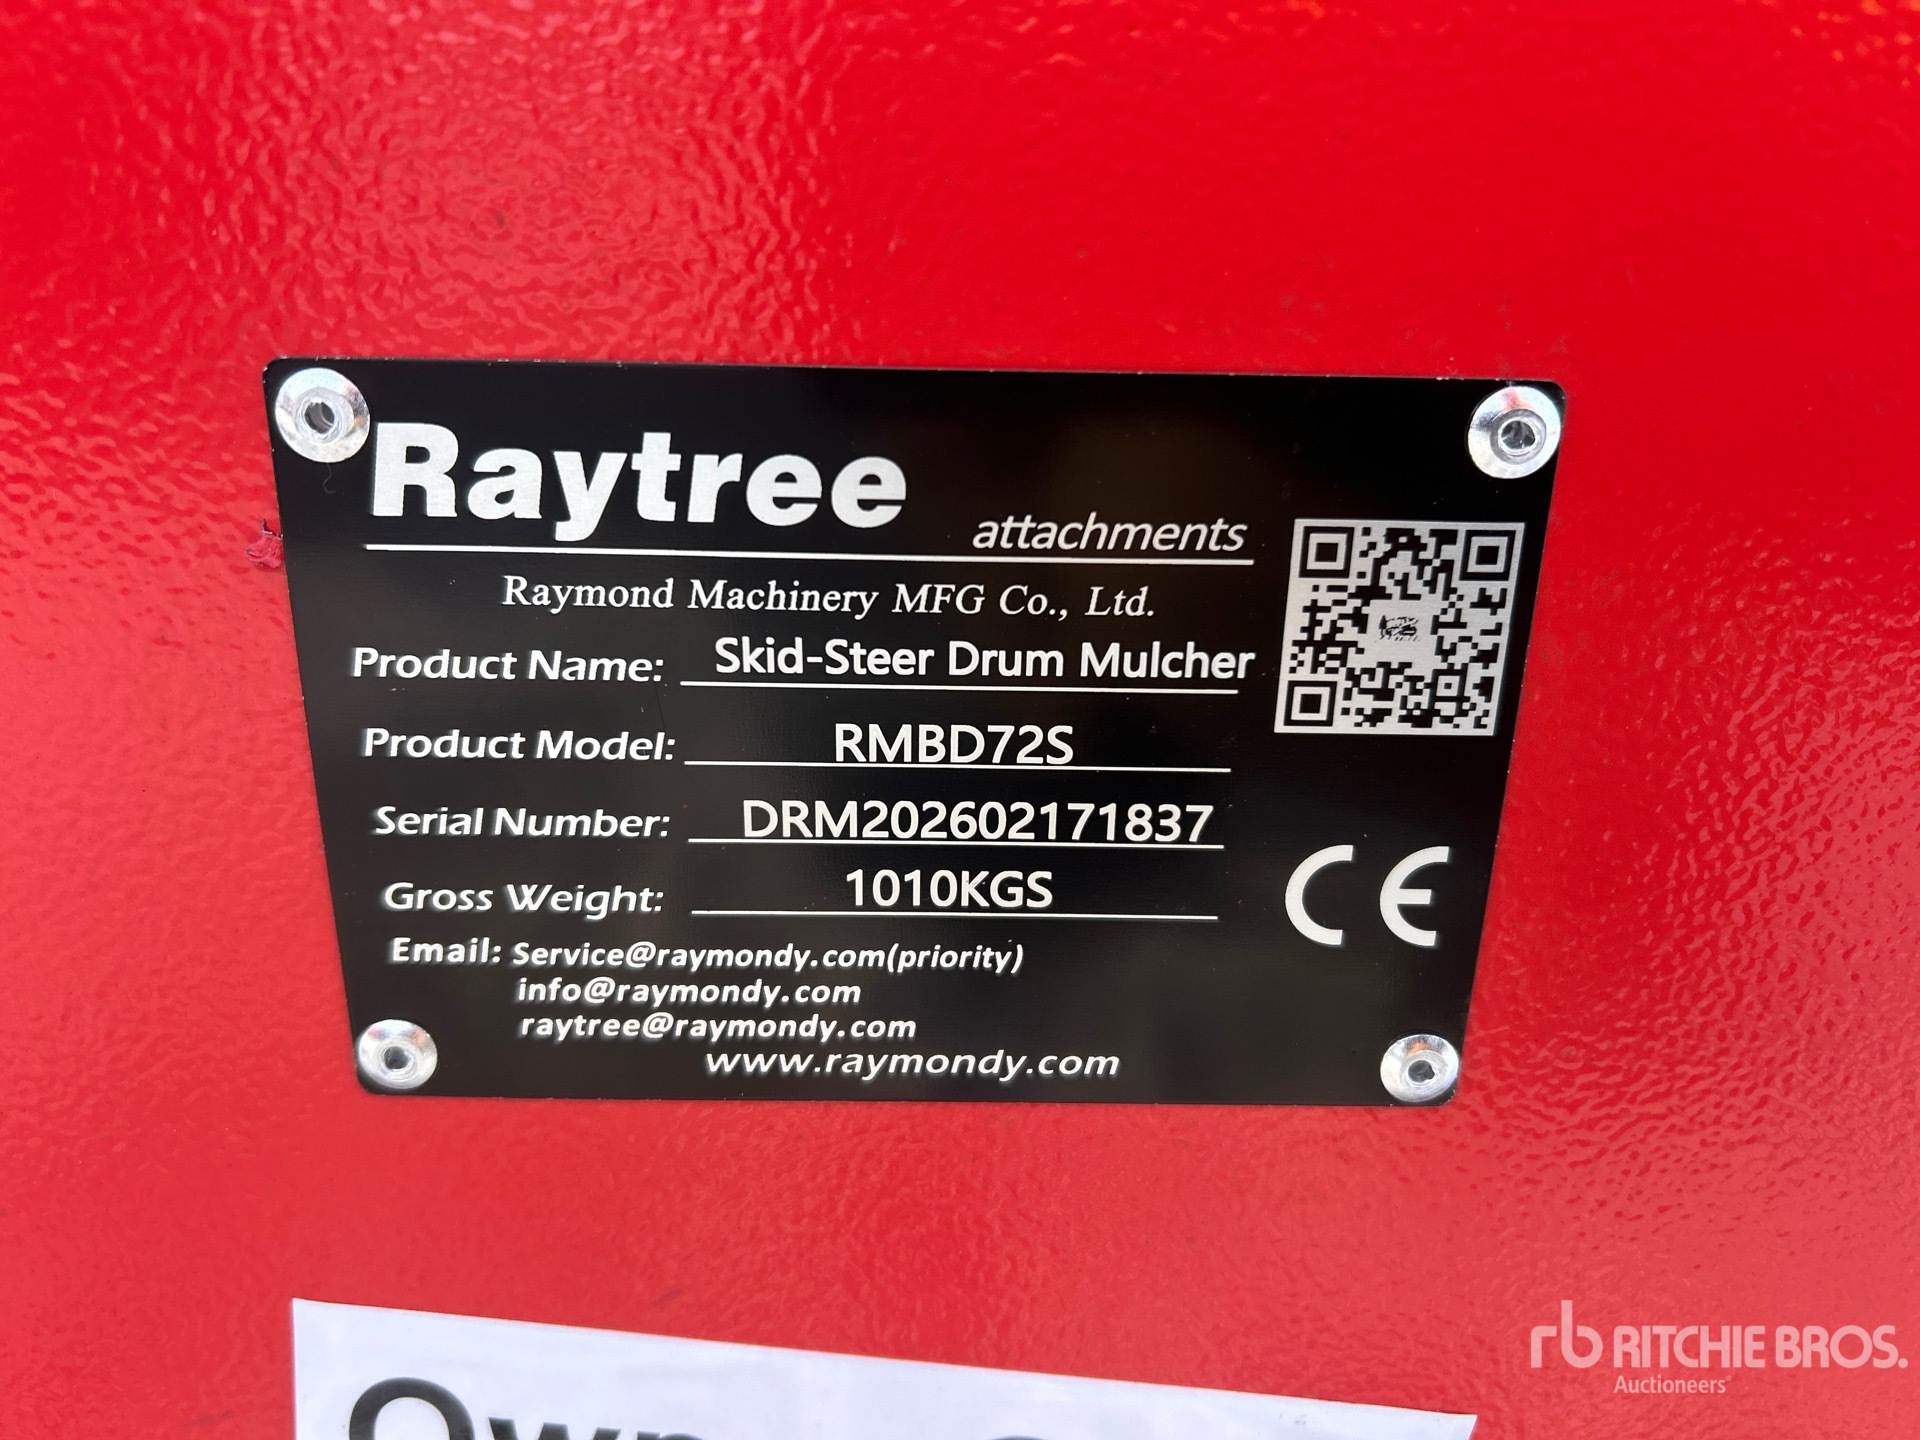 Raytree
attachments
Raymond Machinery MFG Co., Ltd.
Product Name: Skid-Steer Drum Mulcher
Product Model: RMBD72S
Serial Number: DRM202602171837
Gross Weight: 1010KGS
CE
Email: Service@raymondy.com(priority)
info@raymondy.com
raytree@raymondy.com
www.raymondy.com
rb RITCHIE BROS.
Auctioneers